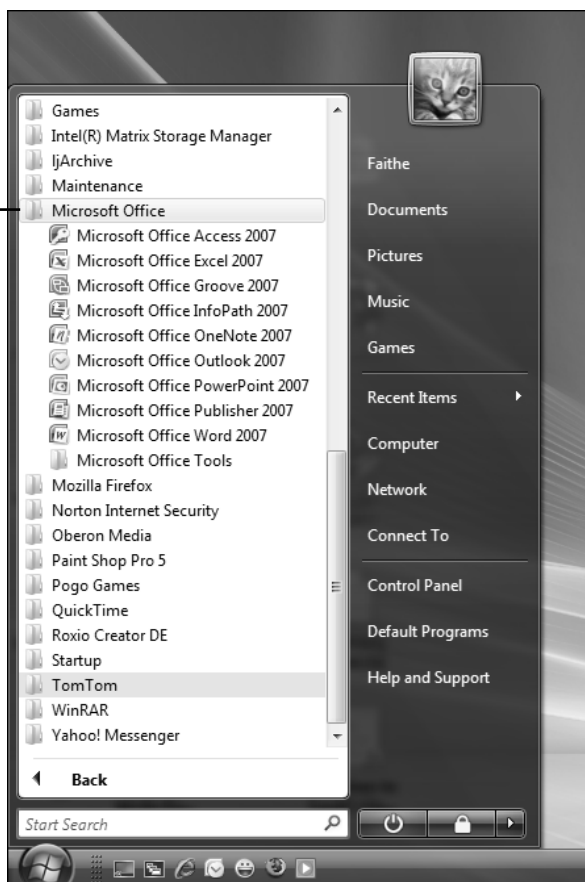 Games
Intel(R) Matrix Storage Manager
ljArchive
Maintenance
Microsoft Office
Microsoft Office Access 2007
Microsoft Office Excel 2007
Microsoft Office Groove 2007
Microsoft Office InfoPath 2007
Microsoft Office OneNote 2007
Microsoft Office Outlook 2007
Microsoft Office PowerPoint 2007
Microsoft Office Publisher 2007
Microsoft Office Word 2007
Microsoft Office Tools
Mozilla Firefox
Norton Internet Security
Oberon Media
Paint Shop Pro 5
Pogo Games
QuickTime
Roxio Creator DE
Startup
TomTom
WinRAR
Yahoo! Messenger
Back
Start Search
Faithe
Documents
Pictures
Music
Games
Recent Items
Computer
Network
Connect To
Control Panel
Default Programs
Help and Support